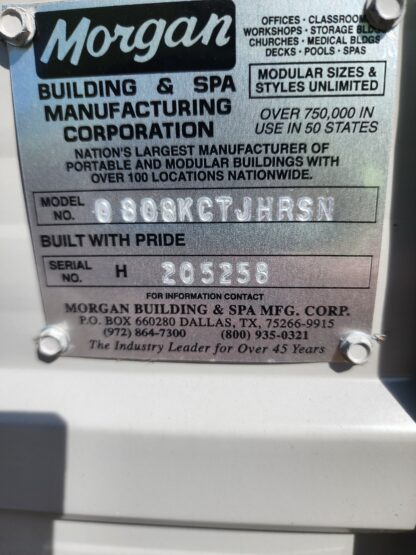 Morgan
BUILDING & SPA
MANUFACTURING
CORPORATION
OFFICES · CLASSROOM
WORKSHOPS · STORAGE BLDG
CHURCHES · MEDICAL BLDGS
DECKS · POOLS · SPAS
MODULAR SIZES &
STYLES UNLIMITED
OVER 750,000 IN
USE IN 50 STATES
NATION'S LARGEST MANUFACTURER OF
PORTABLE AND MODULAR BUILDINGS WITH
OVER 100 LOCATIONS NATIONWIDE.
MODEL NO. 0808KCTJHRSN
BUILT WITH PRIDE
SERIAL NO. H 205258
FOR INFORMATION CONTACT
MORGAN BUILDING & SPA MFG. CORP.
P.O. BOX 660280 DALLAS, TX, 75266-9915
(972) 864-7300 (800) 935-0321
The Industry Leader for Over 45 Years